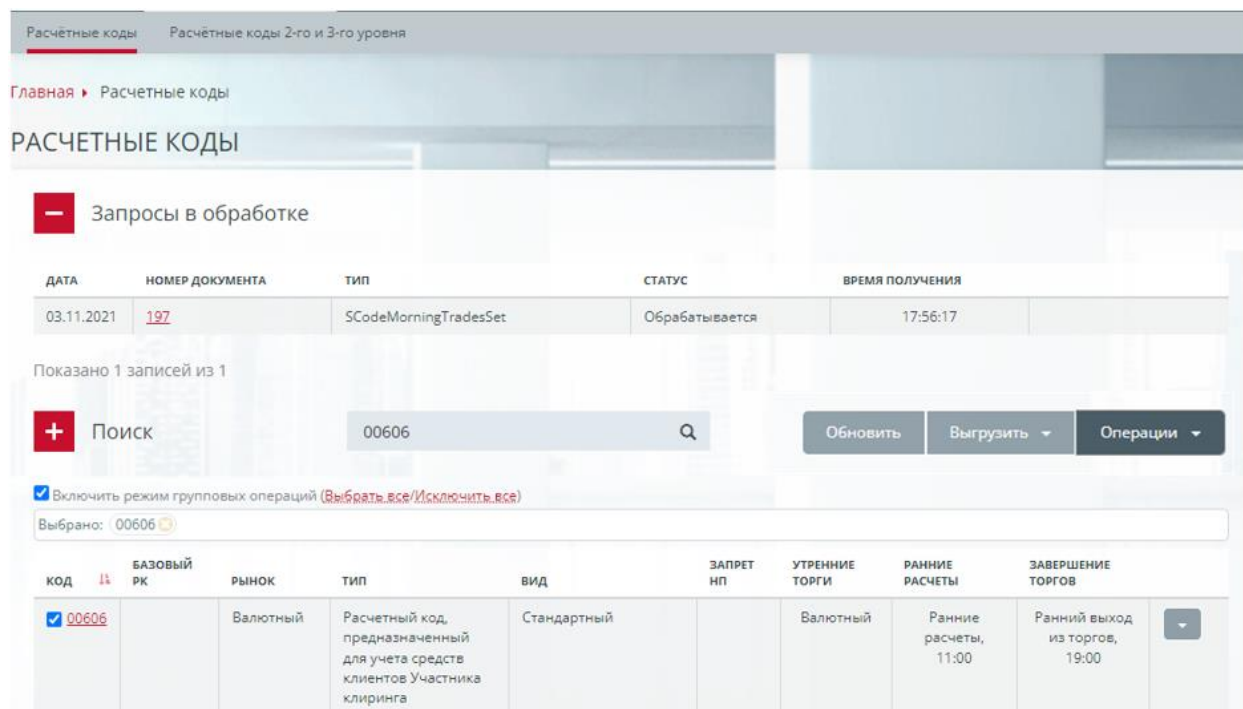 Расчётные коды Расчётные коды 2-го и 3-го уровня
Главная Расчетные коды
РАСЧЕТНЫЕ КОДЫ
Запросы в обработке
ДАТА НОМЕР ДОКУМЕНТА ТИП СТАТУС ВРЕМЯ ПОЛУЧЕНИЯ
03.11.2021 197 SCodeMorningTradesSet Обрабатывается 17:56:17
Показано 1 записей из 1
Поиск 00606 Обновить Выгрузить Операции
Включить режим групповых операций (Выбрать все/Исключить все)
Выбрано: 00606
КОД БАЗОВЫЙ РК РЫНОК ТИП ВИД ЗАПРЕТ НП УТРЕННИЕ ТОРГИ РАННИЕ РАСЧЕТЫ ЗАВЕРШЕНИЕ ТОРГОВ
00606 Валютный Расчетный код, Стандартный Валютный Ранние Ранний выход
предназначенный расчеты, из торгов,
для учета средств 11:00 19:00
клиентов Участника
клиринга